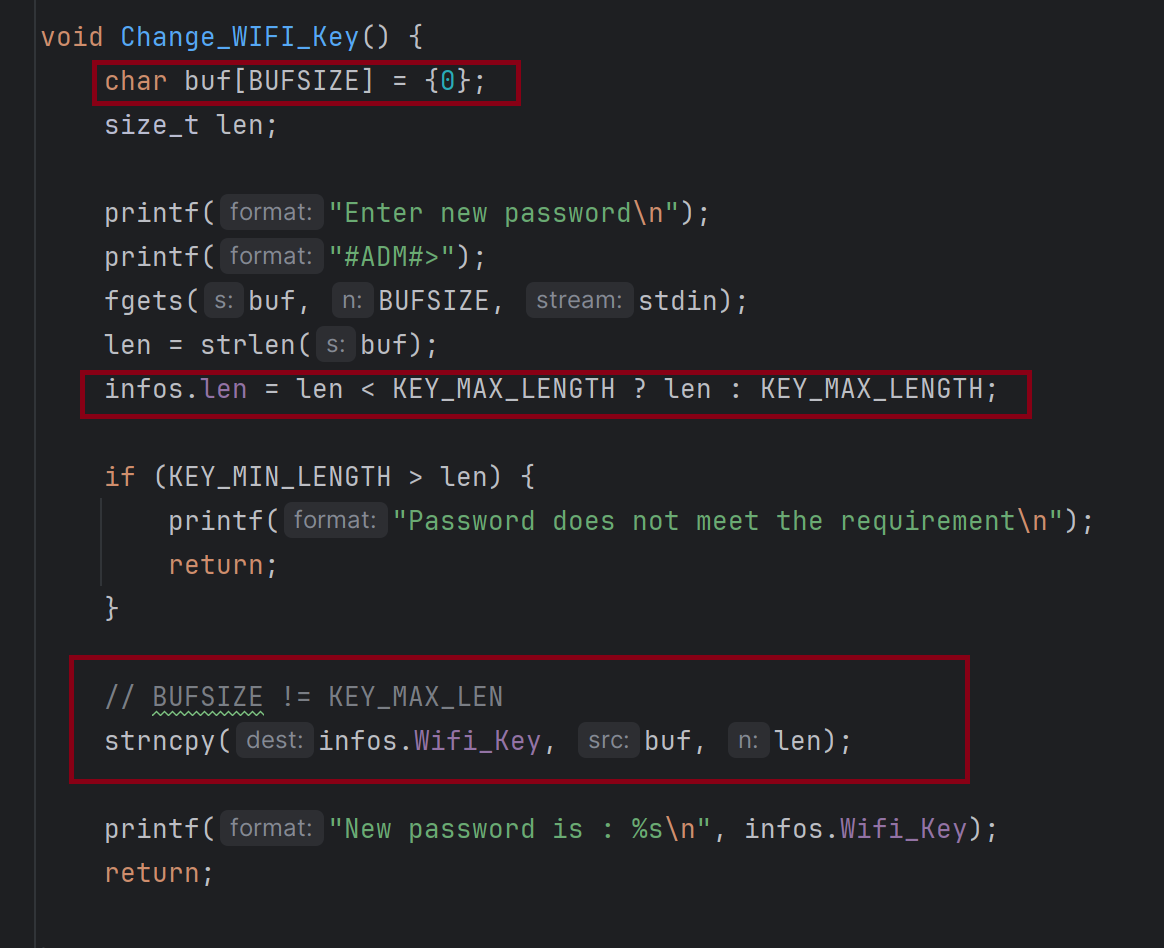 void Change_WIFI_Key() {
char buf[BUFSIZE] = {0};
size_t len;
printf( format: "Enter new password\n");
printf( format: "#ADM#>");
fgets( s: buf, n: BUFSIZE, stream: stdin);
len = strlen( s: buf);
infos.len = len < KEY_MAX_LENGTH ? len : KEY_MAX_LENGTH;
if (KEY_MIN_LENGTH > len) {
printf( format: "Password does not meet the requirement\n");
return;
}
// BUFSIZE != KEY_MAX_LEN
strncpy( dest: infos.Wifi_Key, src: buf, n: len);
printf( format: "New password is : %s\n", infos.Wifi_Key);
return;